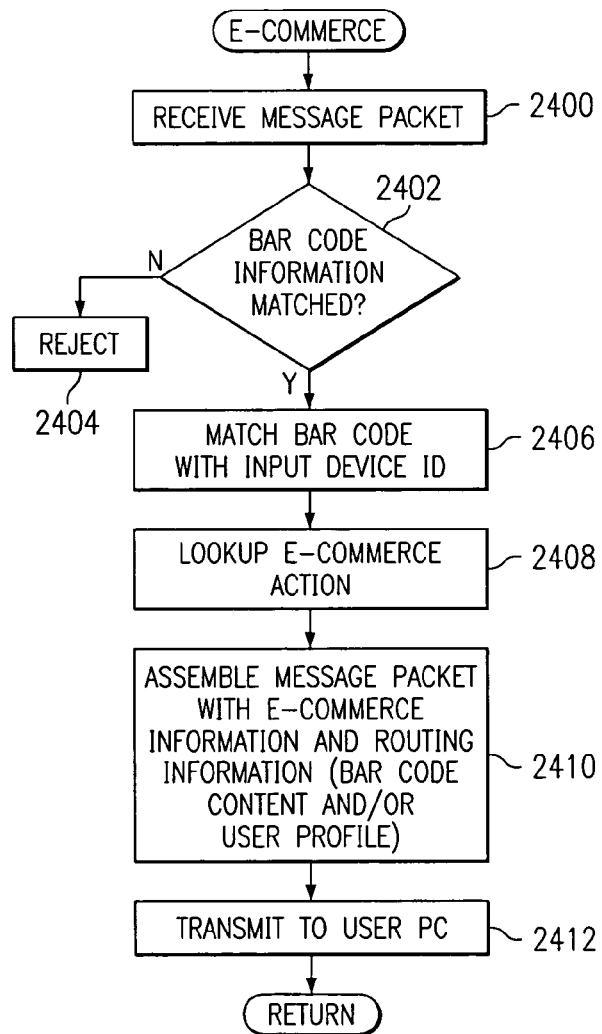 E-COMMERCE
RECEIVE MESSAGE PACKET
2400
2402
BAR CODE
INFORMATION
MATCHED?
N
REJECT
2404
Y
MATCH BAR CODE
WITH INPUT DEVICE ID
2406
LOOKUP E-COMMERCE
ACTION
2408
ASSEMBLE MESSAGE PACKET
WITH E-COMMERCE
INFORMATION AND ROUTING
INFORMATION (BAR CODE
CONTENT AND/OR
USER PROFILE)
2410
TRANSMIT TO USER PC
2412
RETURN